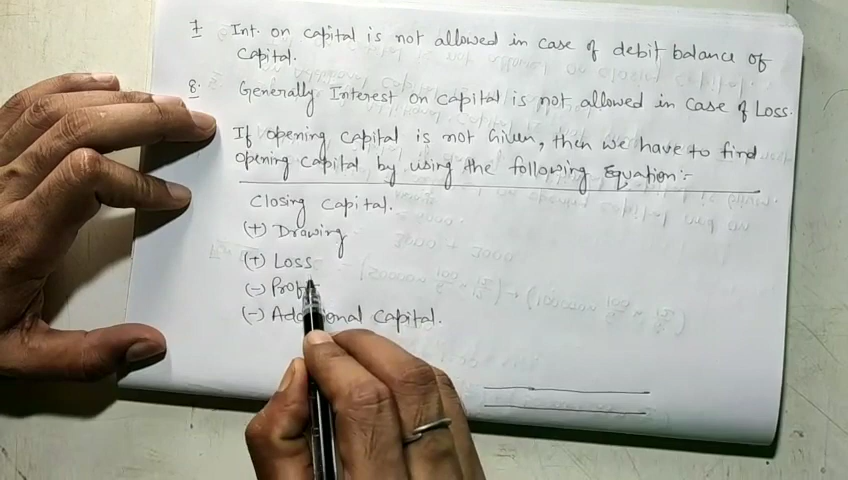 7 Int. on capital is not allowed in case of debit balance of
capital.
8. Generally Interest on capital is not, allowed in case of Loss.
If opening capital is not Given, then we have to find
opening capital by using the following Equation:-
Closing Capital.
(+) Drawing
(+) Loss
(-)
(-) capital.